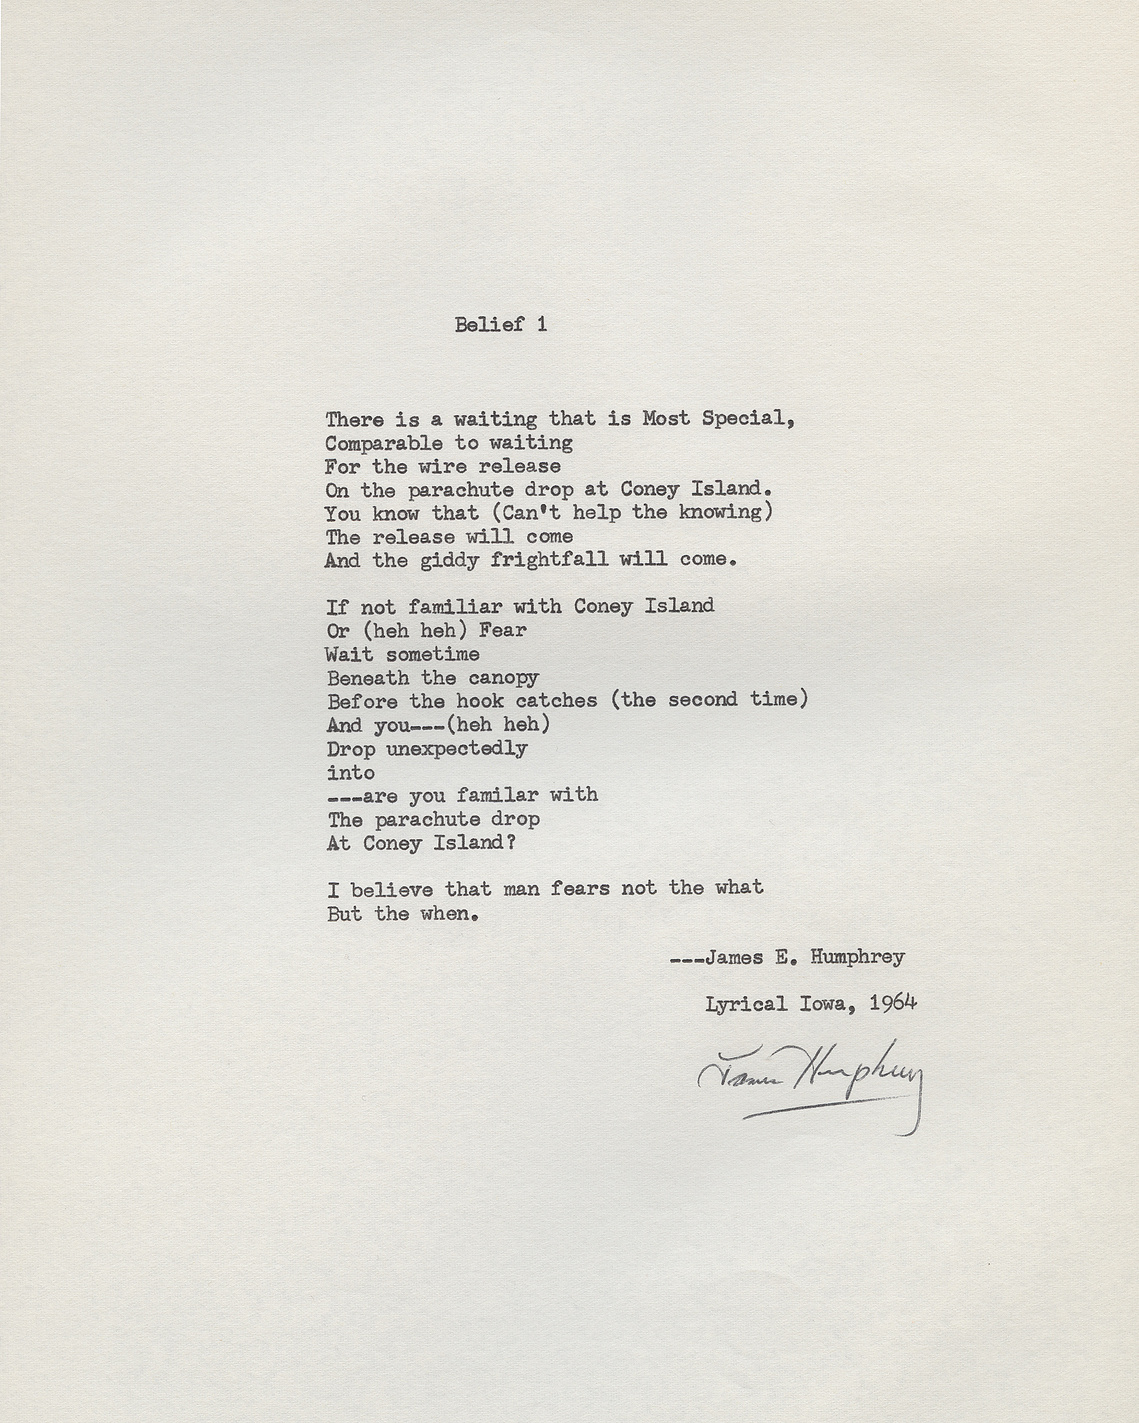 Belief 1
There is a waiting that is Most Special,
Comparable to waiting
For the wire release
On the parachute drop at Coney Island.
You know that (Can't help the knowing)
The release will come
And the giddy frightfall will come.
If not familiar with Coney Island
Or (heh heh) Fear
Wait sometime
Beneath the canopy
Before the hook catches (the second time)
And you---(heh heh)
Drop unexpectedly
into
---are you familar with
The parachute drop
At Coney Island?
I believe that man fears not the what
But the when.
---James E. Humphrey
Lyrical Iowa, 1964
James Humphrey